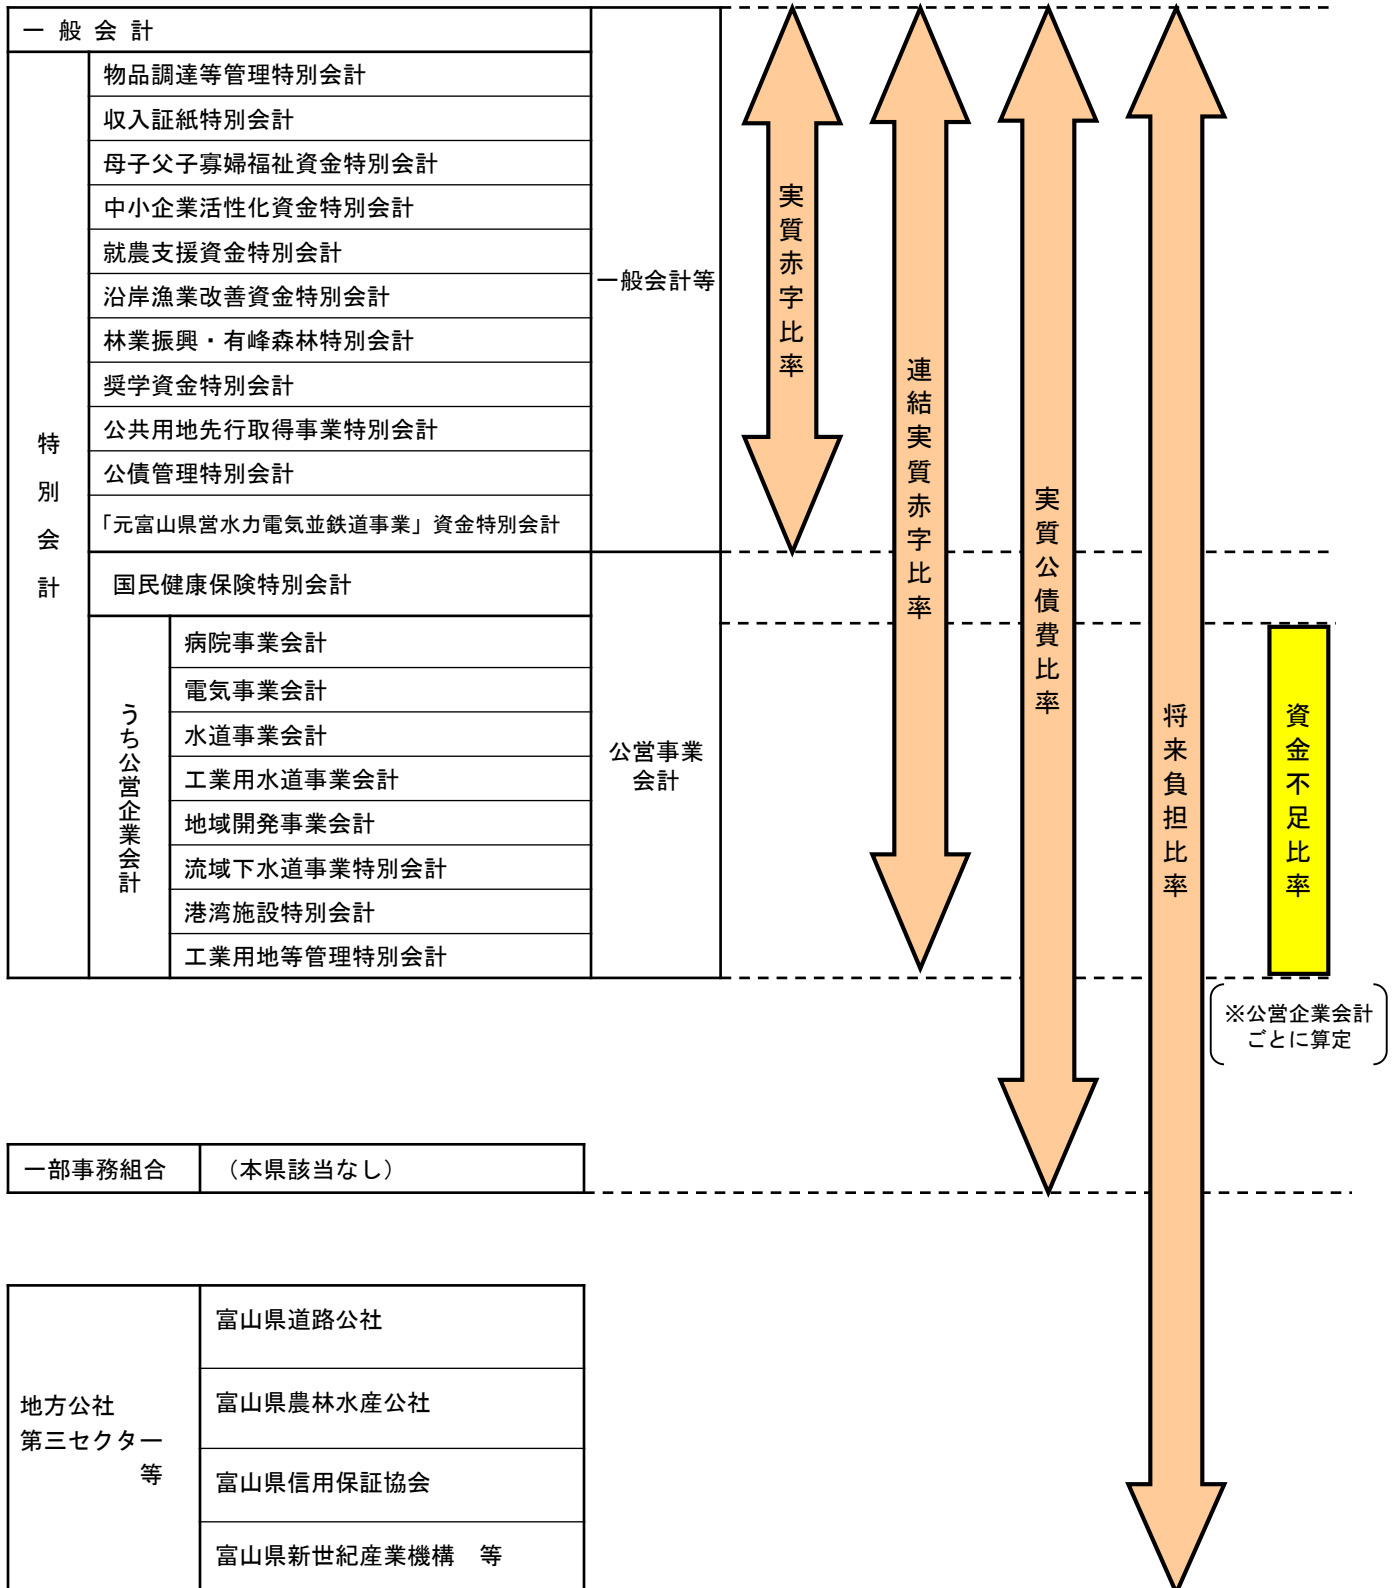 一般会計
特別会計
物品調達等管理特別会計
収入証紙特別会計
母子父子寡婦福祉資金特別会計
中小企業活性化資金特別会計
就農支援資金特別会計
沿岸漁業改善資金特別会計
林業振興・有峰森林特別会計
奨学資金特別会計
公共用地先行取得事業特別会計
公債管理特別会計
「元富山県営水力電気並鉄道事業」資金特別会計
一般会計等
国民健康保険特別会計
うち公営企業会計
病院事業会計
電気事業会計
水道事業会計
工業用水道事業会計
地域開発事業会計
流域下水道事業特別会計
港湾施設特別会計
工業用地等管理特別会計
公営事業
会計
実質赤字比率
連結実質赤字比率
実質公債費比率
将来負担比率
資金不足比率
※公営企業会計
ごとに算定
一部事務組合
（本県該当なし）
地方公社
第三セクター
等
富山県道路公社
富山県農林水産公社
富山県信用保証協会
富山県新世紀産業機構　等